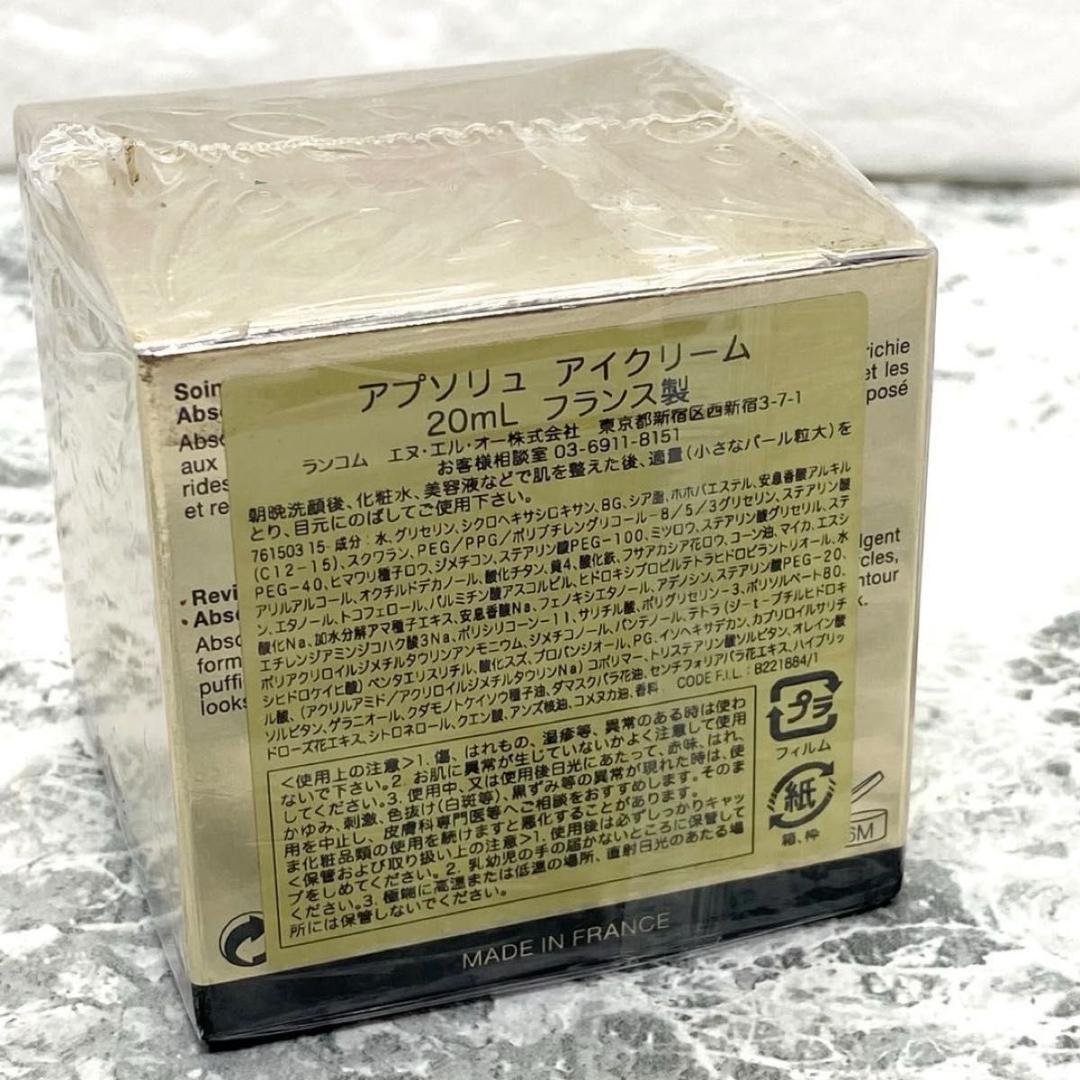 Soin
アプソリュ アイクリーム
20mL フランス製
ランコム エヌ・エル・オー株式会社 東京都新宿区西新宿3-7-1
お客様相談室 03-6911-8151
朝晩洗顔後、化粧水、美容液などで肌を整えた後、適量(小さなパール粒大)を
とり、目元にのばしてご使用下さい。
761503 15- 成分:水、グリセリン、シクロヘキサシロキサン、BG、シア脂、ホホバエステル、安息香酸アルキル
(C12-15)、スクワラン、PEG/PPG/ポリブチレングリコール-8/5/3グリセリン、ステアリン酸
PEG-40、ヒマワリ種子ロウ、ジメチコン、ステアリン酸PEG-100、ミツロウ、ステアリン酸グリセリル、ステ
アリルアルコール、オクチルドデカノール、酸化チタン、異4、酸化鉄、フサアカシア花ロウ、コーン油、マイカ、エスシ
ン、エタノール、トコフェロール、パルミチン酸アスコルビル、ヒドロキシプロピルテトラヒドロピラントリオール、水
酸化Na、加水分解アマ種子エキス、安息香酸Na、フェノキシエタノール、アデノシン、ステアリン酸PEG-20、
エチレンジアミンジコハク酸3Na、ポリシリコーン-11、サリチル酸、ポリグリセリン-3、ポリソルベート80、
ポリアクリロイルジメチルタウリンアンモニウム、ジメチコノール、パンテノール、テトラ(ジ-t-ブチルヒドロキ
シヒドロケイヒ酸)ペンタエリスリチル、酸化スズ、プロパンジオール、PG、イソヘキサデカン、カプリロイルサリチ
ル酸、(アクリルアミド/アクリロイルジメチルタウリンNa)コポリマー、トリステアリン酸ソルビタン、オレイン酸
ソルビタン、ゲラニオール、クダモノトケイソウ種子油、ダマスクバラ花油、センチフォリアバラ花エキス、ハイブリッ
ドローズ花エキス、シトロネロール、クエン酸、アンズ核油、コメヌカ油、香料 CODE F.I.L.: B221884/1
<使用上の注意>1. 傷、はれもの、湿疹等、異常のある時は使わ
ないで下さい。2. お肌に異常が生じていないかよく注意して使用
してください。3. 使用中、又は使用後日光にあたって、赤味、はれ、
かゆみ、刺激、色抜け(白斑等)、黒ずみ等の異常が現れた時は、使
用を中止し、皮膚科専門医等へご相談をおすすめします。そのま
ま化粧品類の使用を続けますと悪化することがあります。
<保管および取り扱い上の注意>1. 使用後は必ずしっかりキャッ
プをしめてください。2. 乳幼児の手の届かないところに保管して
ください。3. 極端に高温または低温の場所、直射日光のあたる場
所には保管しないでください。
プラ
フィルム
紙
箱、枠
Abso
aux
rides
et re
Abso
form
puffi
looks
richie
et les
posé
6M
MADE IN FRANCE